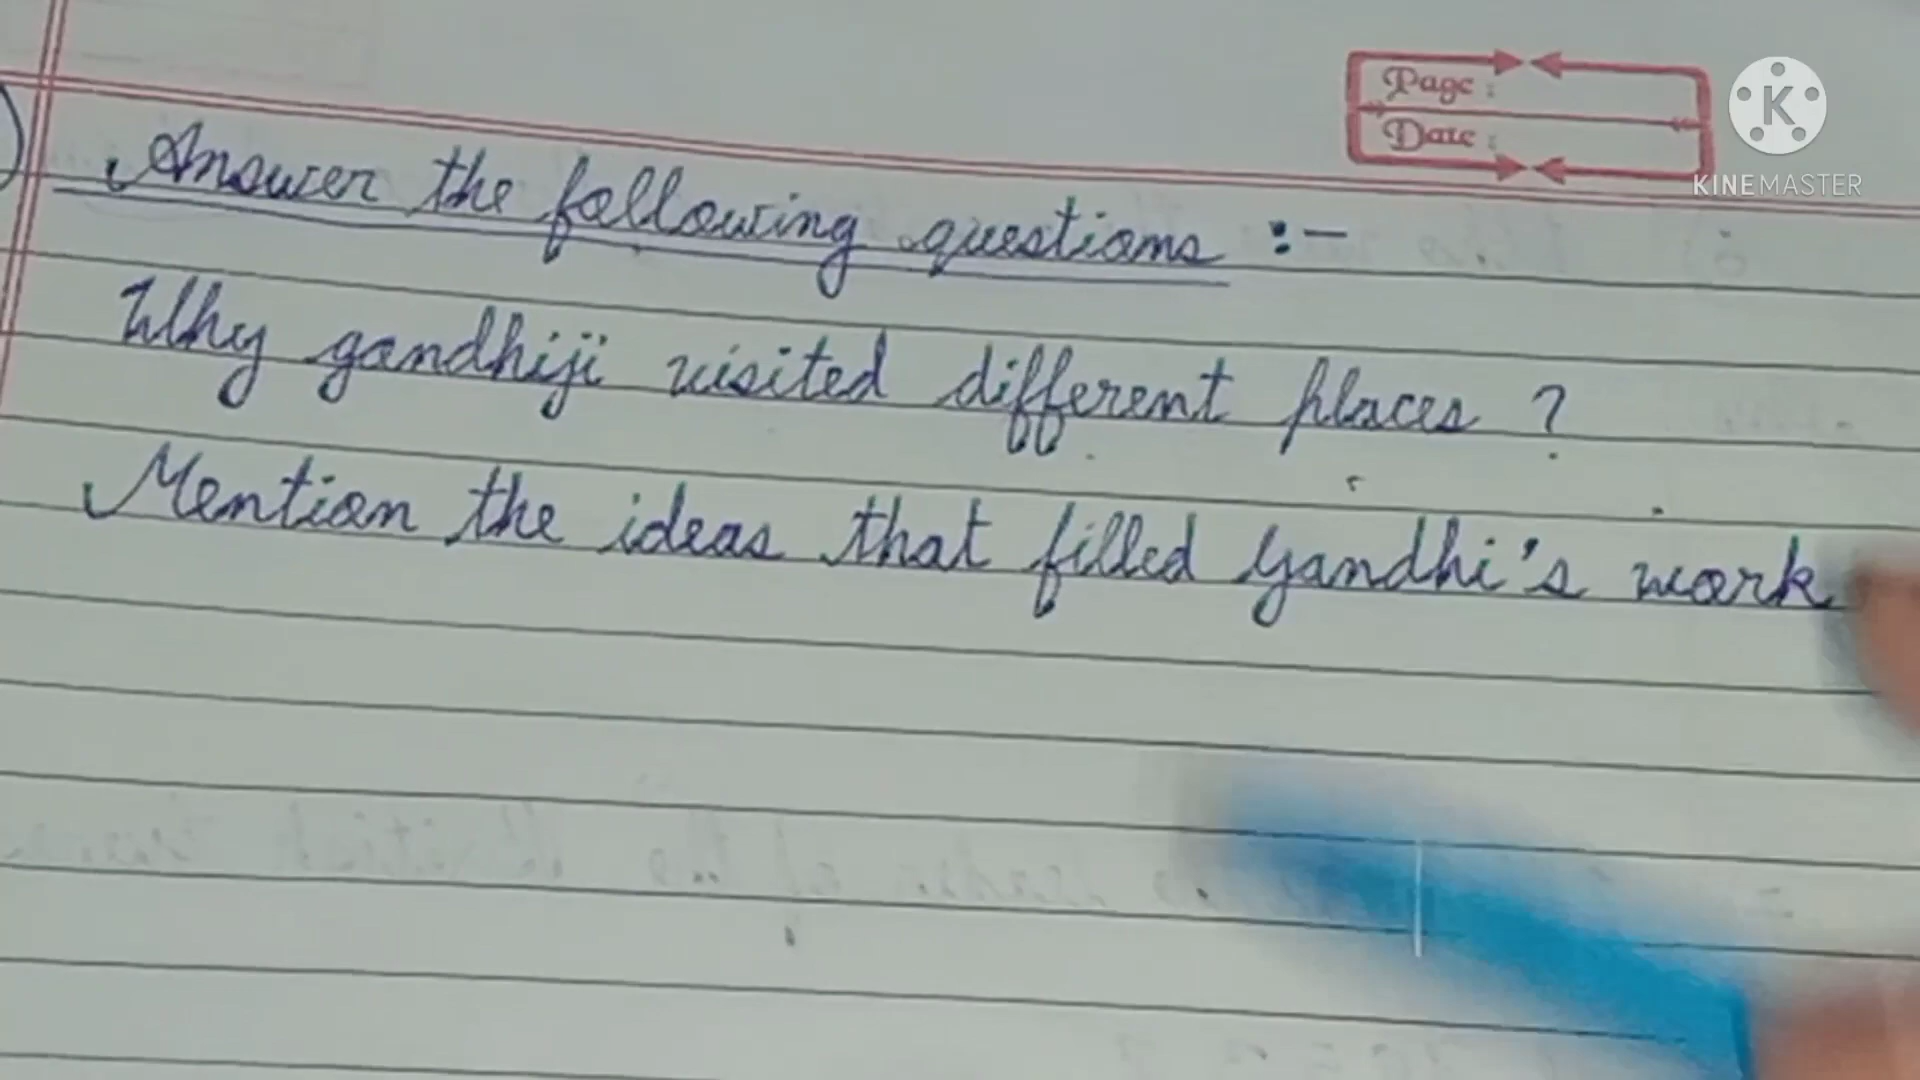 Page :
Date :
KINEMASTER
Answer the following questions :-
Why gandhiji visited different places ?
Mention the ideas that filled Gandhi's work